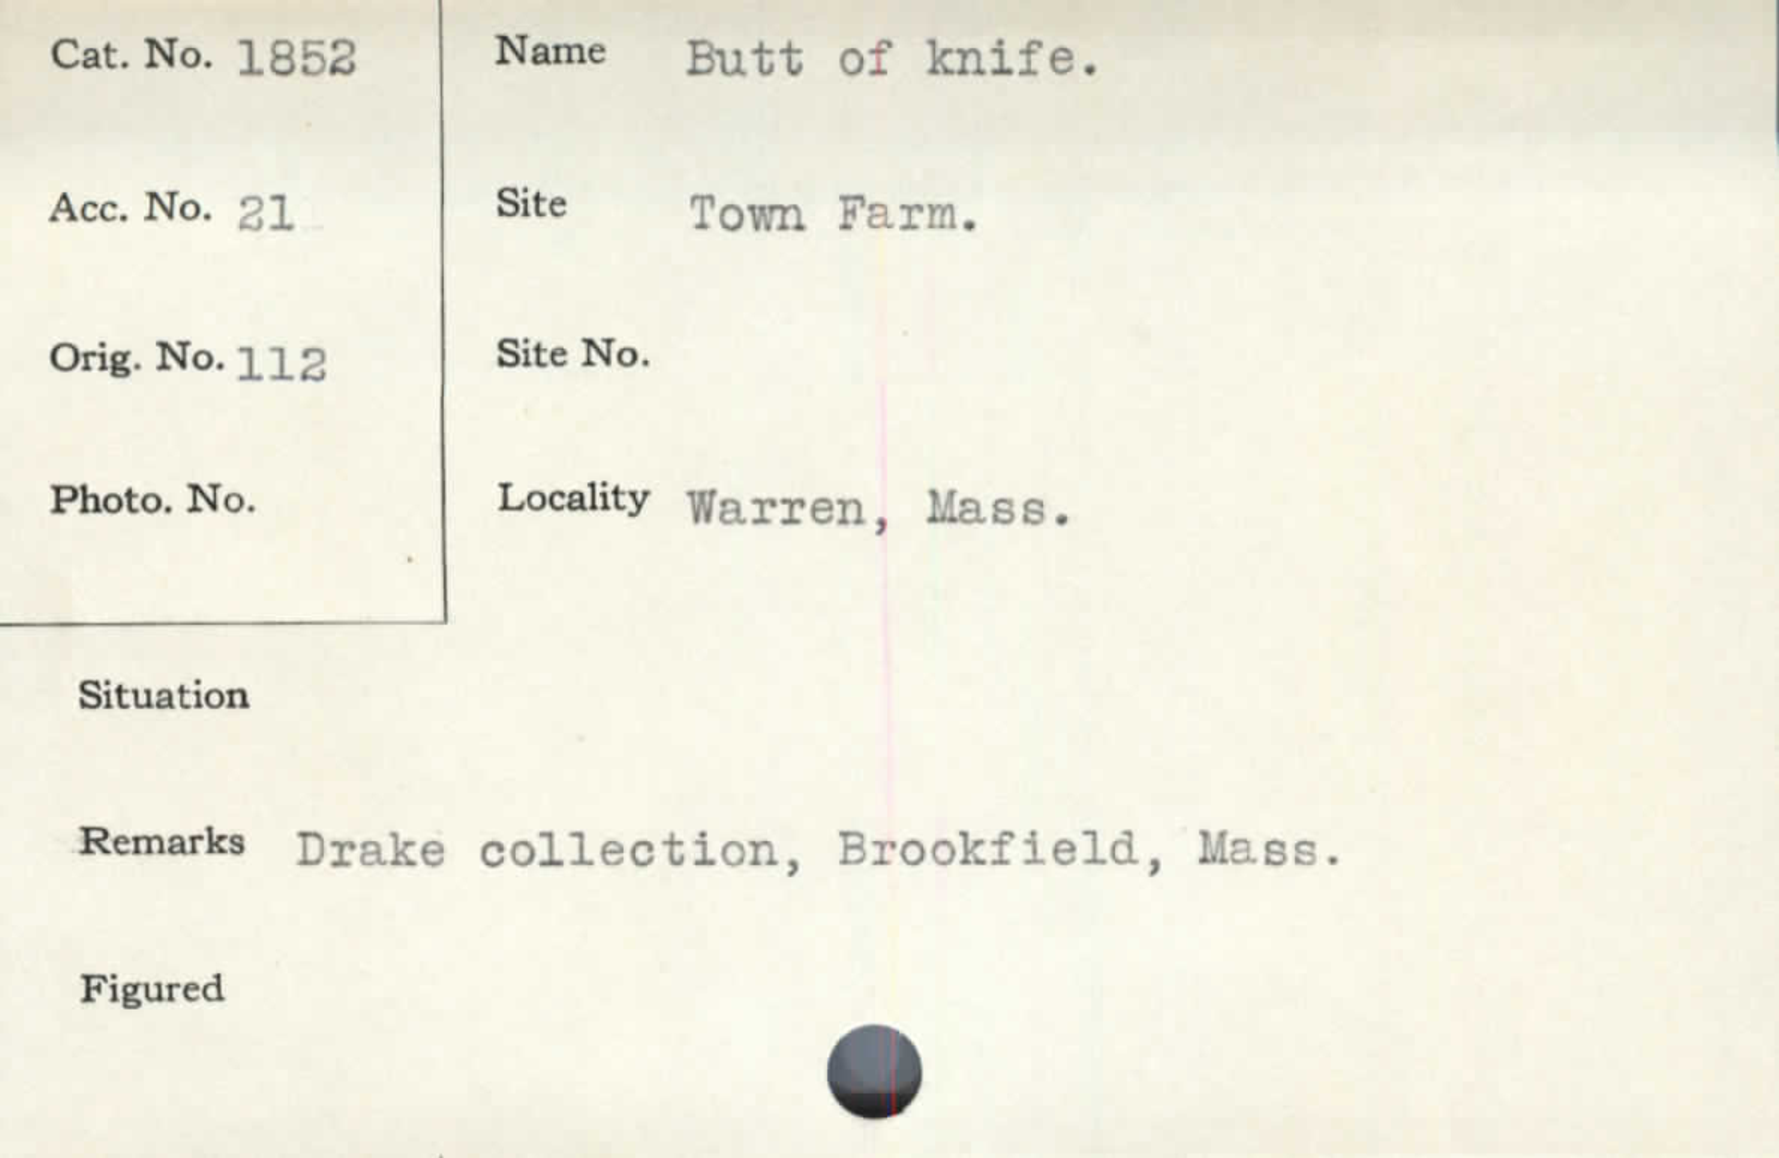 Cat. No. 1852
Acc. No. 21
Orig. No. 112
Photo. No.
Name Butt of knife.
Site Town Farm.
Site No.
Locality Warren, Mass.
Situation
Remarks Drake collection, Brookfield, Mass.
Figured